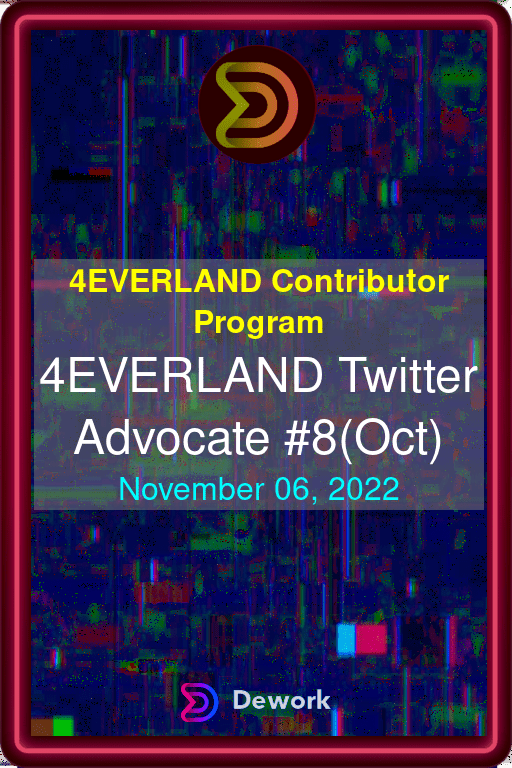 4EVERLAND Contributor
Program
4EVERLAND Twitter
Advocate #8(Oct)
November 06, 2022
Dework